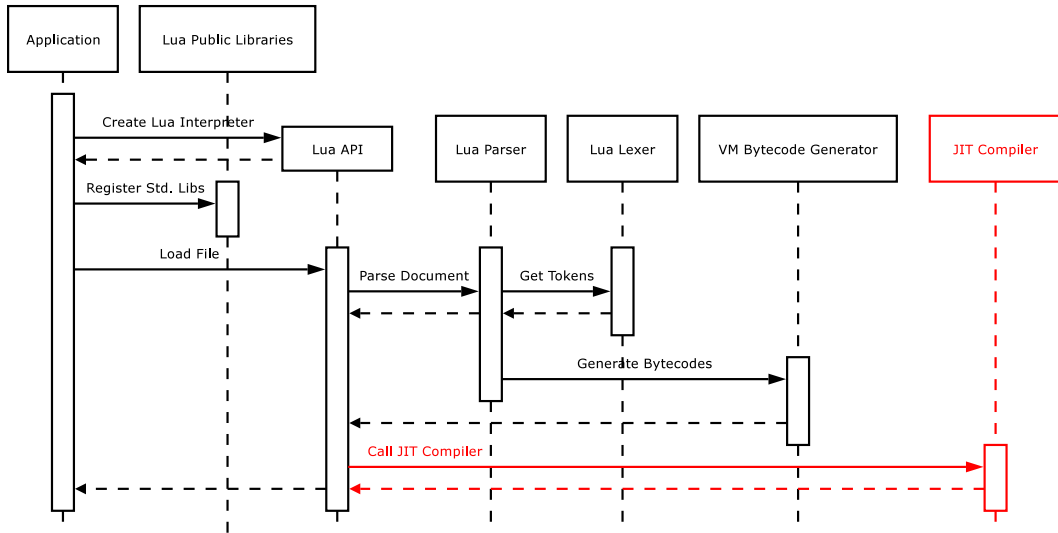 Application
Lua Public Libraries
Create Lua Interpreter
Lua API
Lua Parser
Lua Lexer
VM Bytecode Generator
JIT Compiler
Register Std. Libs
Load File
Parse Document
Get Tokens
Generate Bytecodes
Call JIT Compiler